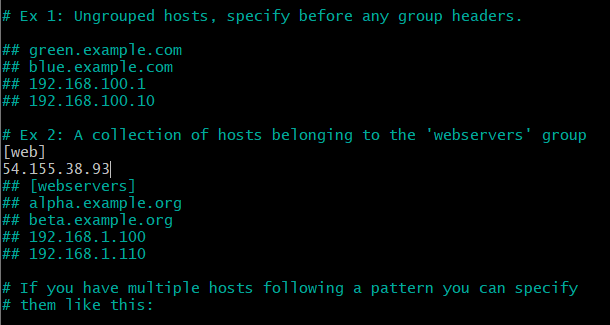 # Ex 1: Ungrouped hosts, specify before any group headers.
## green.example.com
## blue.example.com
## 192.168.100.1
## 192.168.100.10
# Ex 2: A collection of hosts belonging to the 'webservers' group
[web]
54.155.38.93
## [webservers]
## alpha.example.org
## beta.example.org
## 192.168.1.100
## 192.168.1.110
# If you have multiple hosts following a pattern you can specify
# them like this: